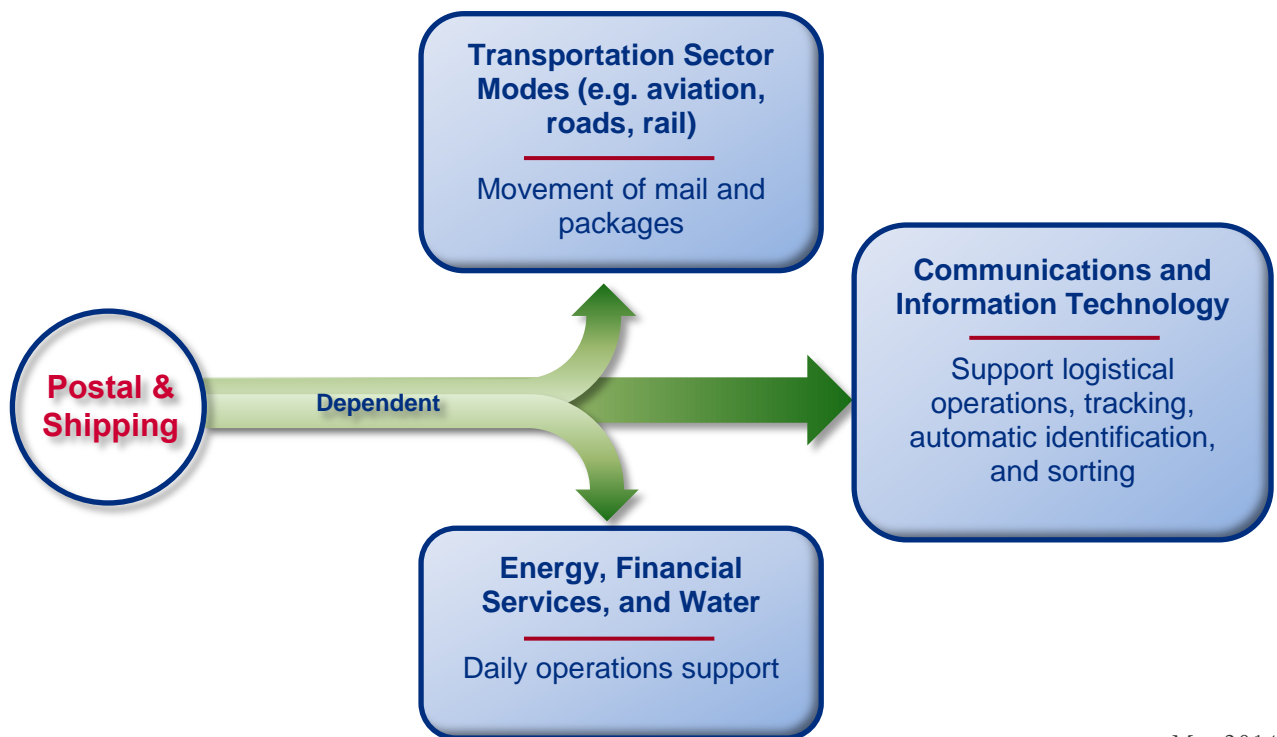 Transportation Sector
Modes (e.g. aviation,
roads, rail)
Movement of mail and
packages
Communications and
Information Technology
Support logistical
operations, tracking,
automatic identification,
and sorting
Postal &
Shipping
Dependent
Energy, Financial
Services, and Water
Daily operations support